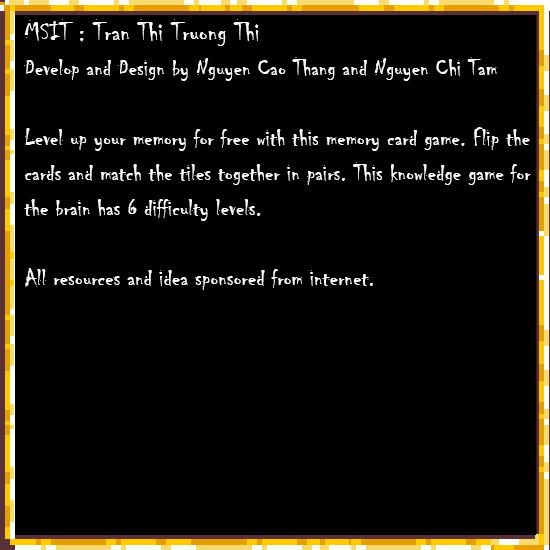 MSIT : Tran Thi Truong Thi
Develop and Design by Nguyen Cao Thang and Nguyen Chi Tam
Level up your memory for free with this memory card game. Flip the
cards and match the tiles together in pairs. This knowledge game for
the brain has 6 difficulty levels.
All resources and idea sponsored from internet.